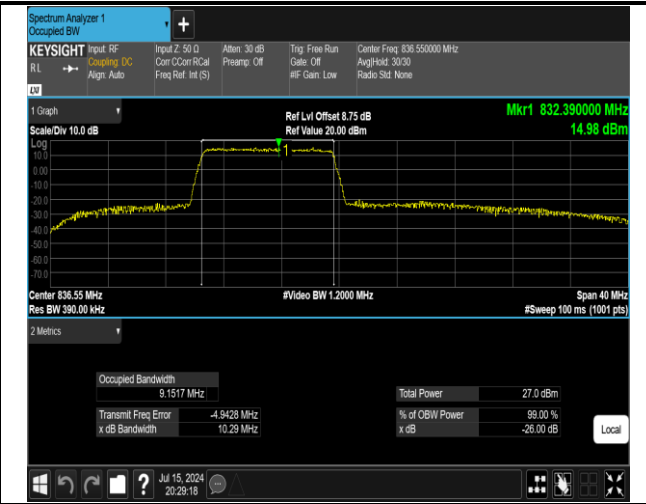 Spectrum Analyzer 1
Occupied BW
+
KEYSIGHT Input: RF Input Z: 50 Ω Atten: 30 dB Trig: Free Run Center Freq: 836.550000 MHz
RL Coupling: DC Corr CCorr RCal Preamp: Off Gate: Off Avg|Hold: 30/30
Align: Auto Freq Ref: Int (S) #IF Gain: Low Radio Std: None
LXI
1 Graph Ref Lvl Offset 8.75 dB Mkr1 832.390000 MHz
Scale/Div 10.0 dB Ref Value 20.00 dBm 14.98 dBm
Log
10.0
0.00
-10.0
-20.0
-30.0
-40.0
-50.0
-60.0
-70.0
1
Center 836.55 MHz #Video BW 1.2000 MHz Span 40 MHz
Res BW 390.00 kHz #Sweep 100 ms (1001 pts)
2 Metrics
Occupied Bandwidth
9.1517 MHz Total Power 27.0 dBm
Transmit Freq Error -4.9428 MHz % of OBW Power 99.00 %
x dB Bandwidth 10.29 MHz x dB -26.00 dB
Local
? Jul 15, 2024
20:29:18